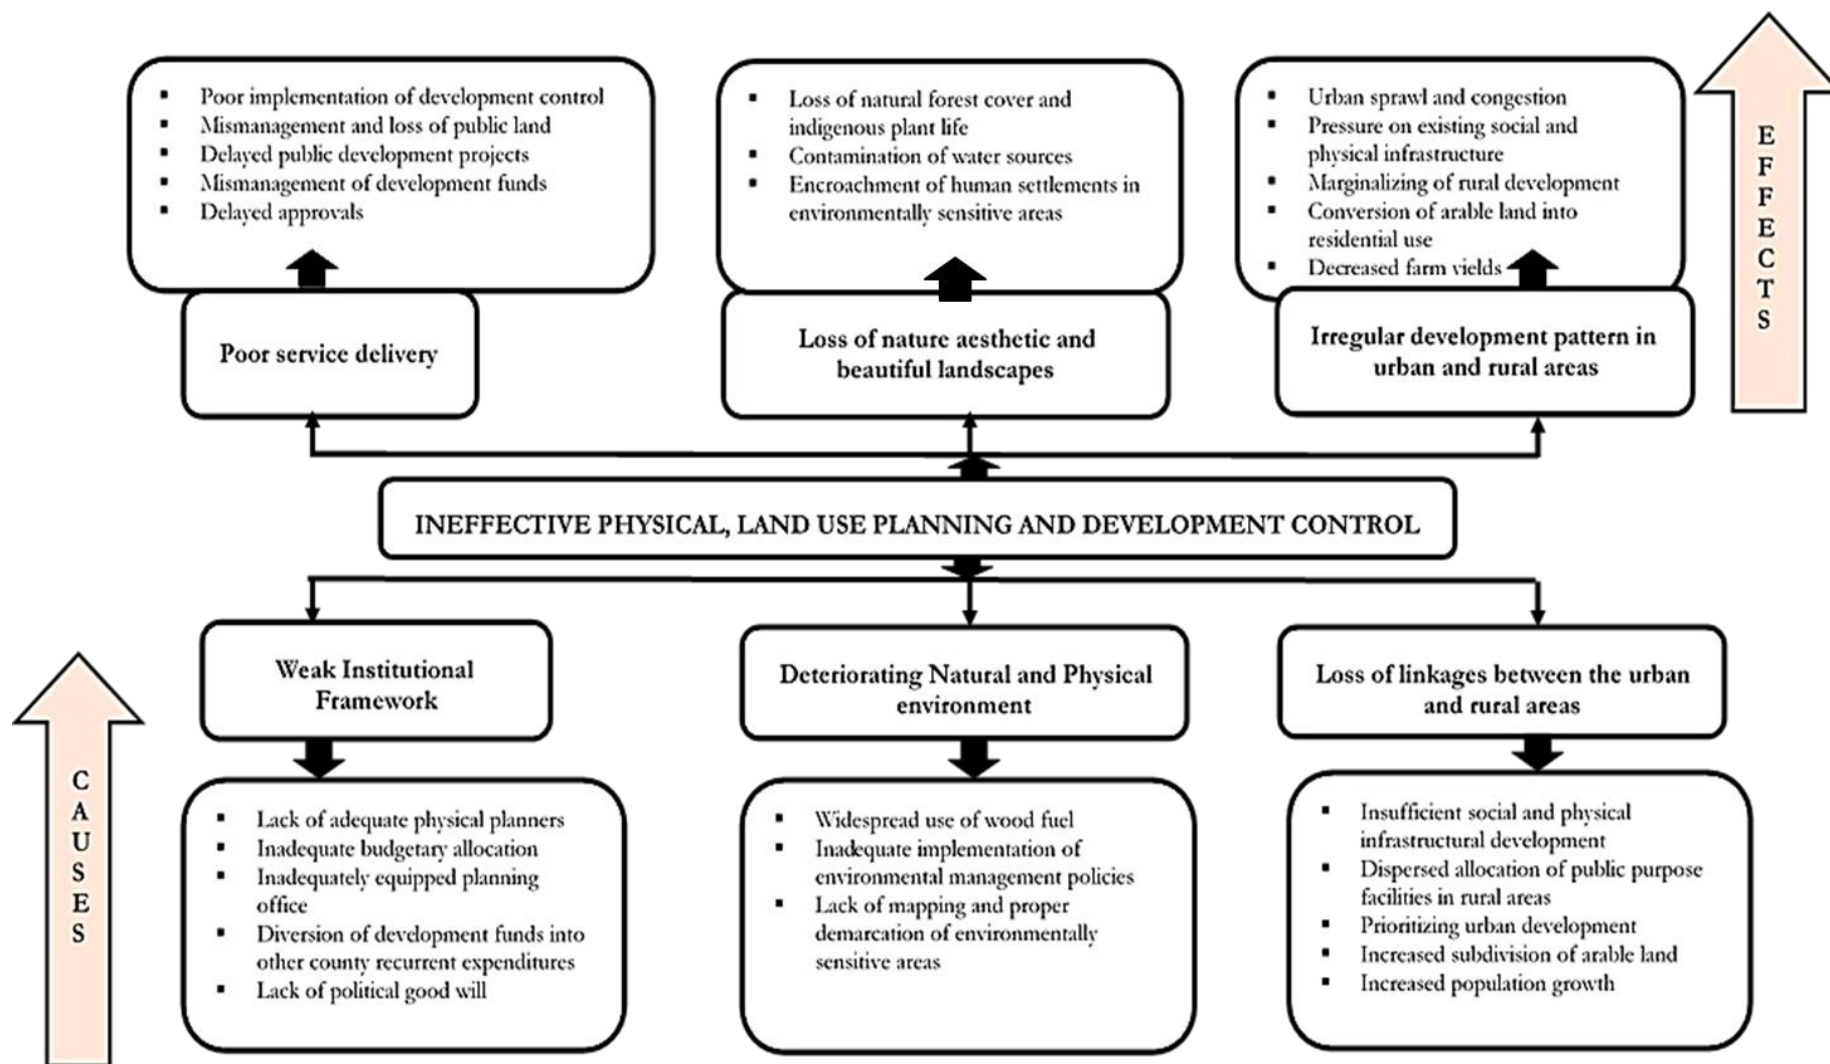 Poor implementation of development control
Mismanagement and loss of public land
Delayed public development projects
Mismanagement of development funds
Delayed approvals
Loss of natural forest cover and
indigenous plant life
Contamination of water sources
Encroachment of human settlements in
environmentally sensitive areas
Urban sprawl and congestion
Pressure on existing social and
physical infrastructure
Marginalizing of rural development
Conversion of arable land into
residential use
Decreased farm yields
EFFECTS
Poor service delivery
Loss of nature aesthetic and
beautiful landscapes
Irregular development pattern in
urban and rural areas
INEFFECTIVE PHYSICAL, LAND USE PLANNING AND DEVELOPMENT CONTROL
Weak Institutional
Framework
Deteriorating Natural and Physical
environment
Loss of linkages between the urban
and rural areas
CAUSES
Lack of adequate physical planners
Inadequate budgetary allocation
Inadequately equipped planning
office
Diversion of development funds into
other county recurrent expenditures
Lack of political good will
Widespread use of wood fuel
Inadequate implementation of
environmental management policies
Lack of mapping and proper
demarcation of environmentally
sensitive areas
Insufficient social and physical
infrastructural development
Dispersed allocation of public purpose
facilities in rural areas
Prioritizing urban development
Increased subdivision of arable land
Increased population growth